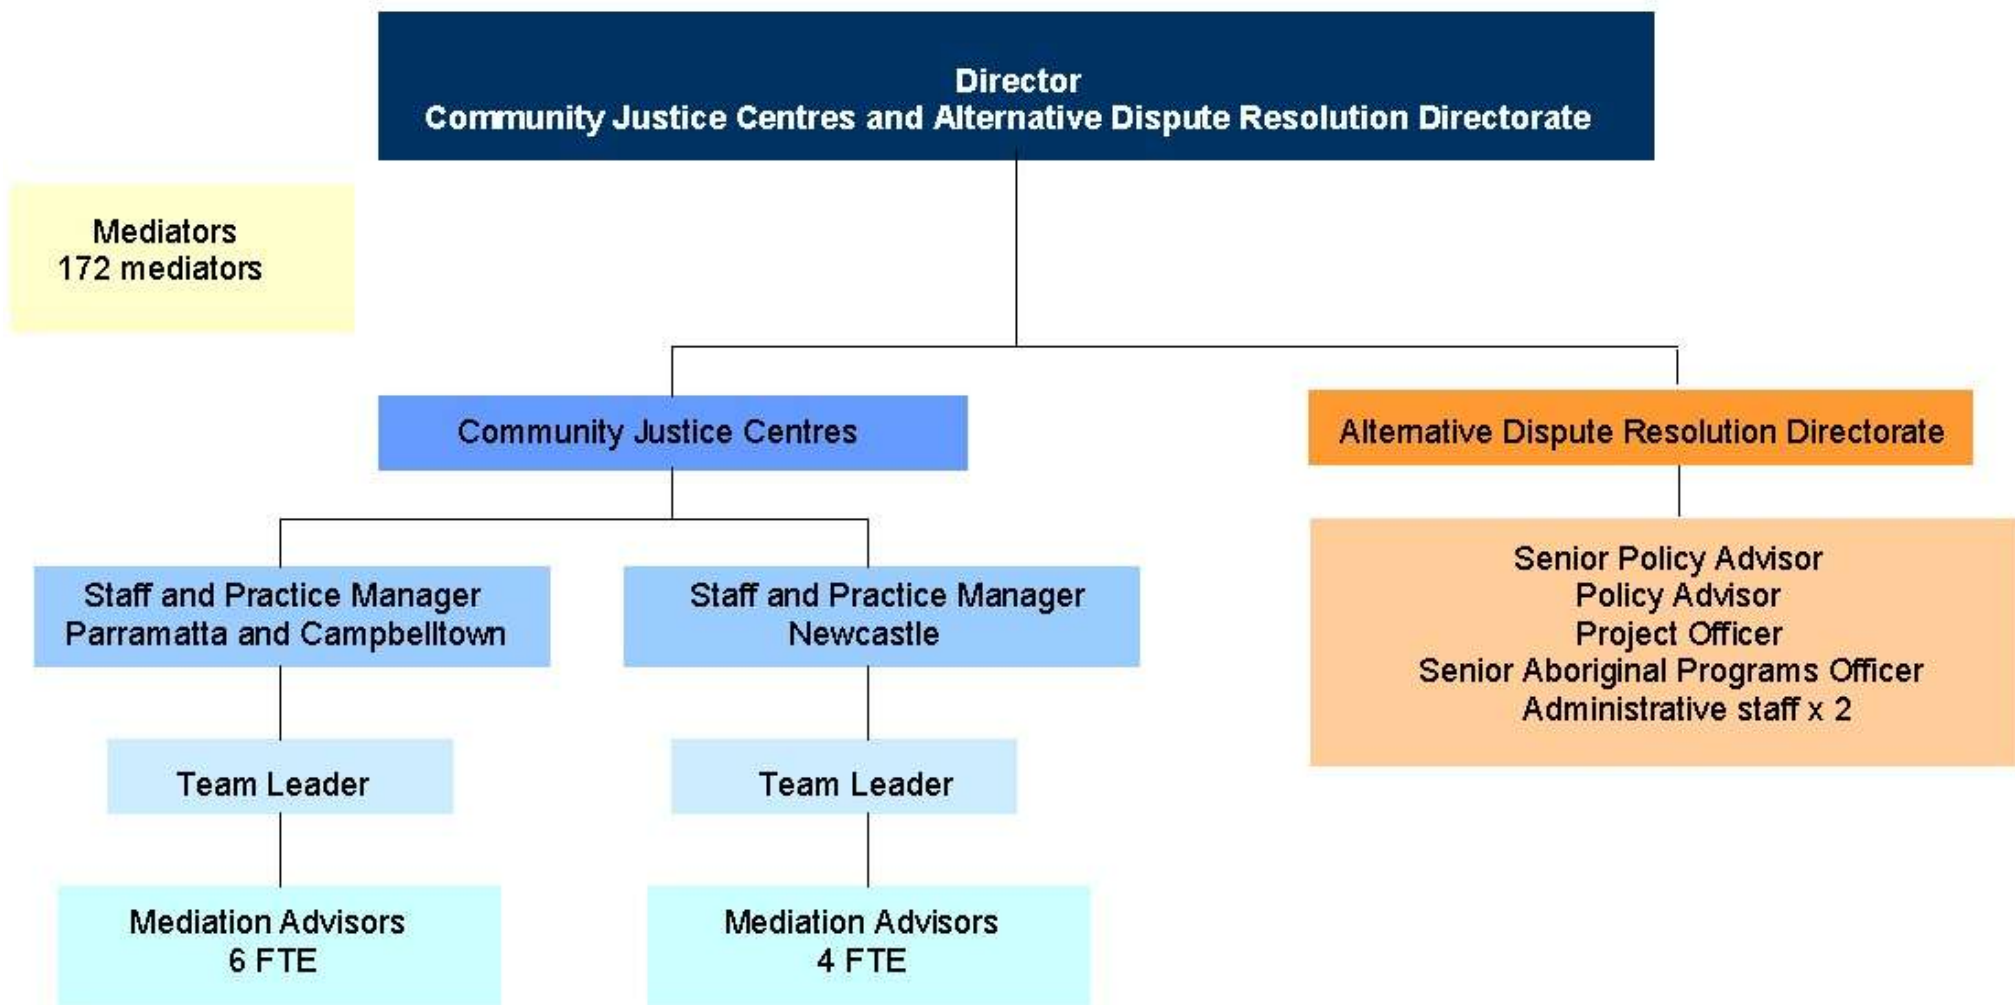 Director
Community Justice Centres and Alternative Dispute Resolution Directorate
Mediators
172 mediators
Community Justice Centres
Alternative Dispute Resolution Directorate
Staff and Practice Manager
Parramatta and Campbelltown
Staff and Practice Manager
Newcastle
Senior Policy Advisor
Policy Advisor
Project Officer
Senior Aboriginal Programs Officer
Administrative staff x 2
Team Leader
Team Leader
Mediation Advisors
6 FTE
Mediation Advisors
4 FTE